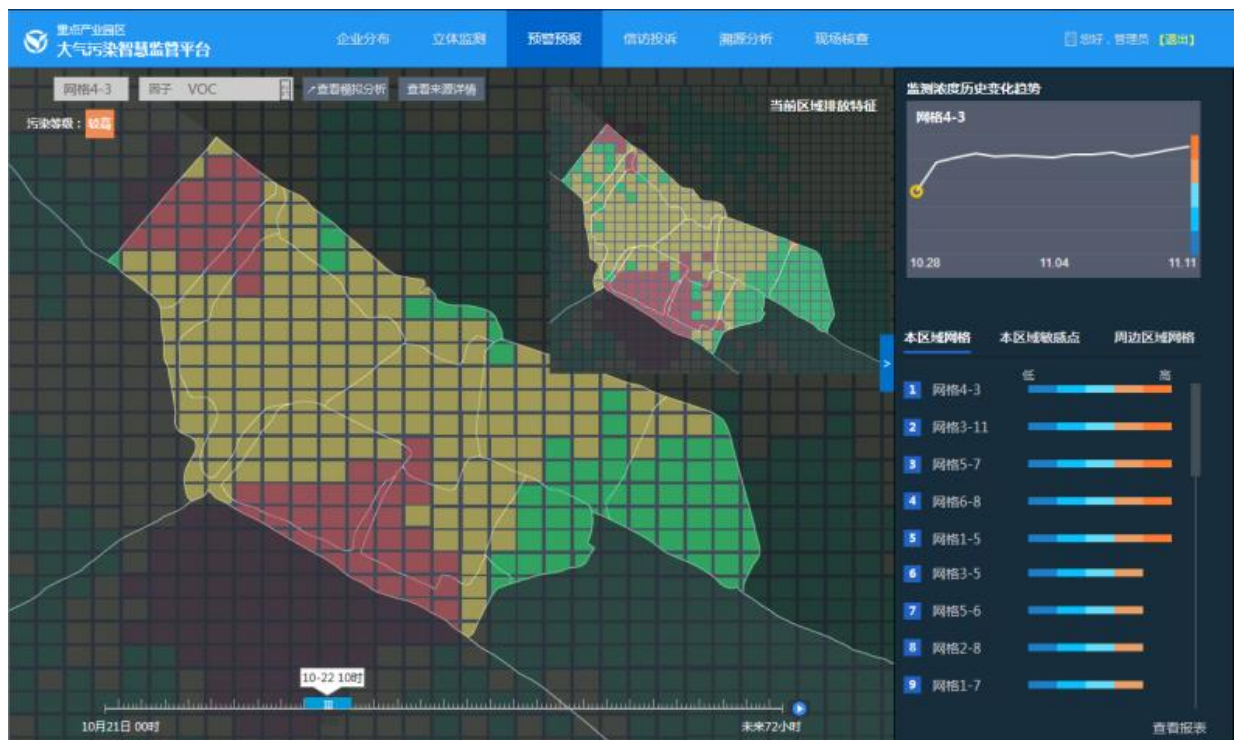 重点产业园区
大气污染智慧监管平台
企业分布 立体监测 预警预报 信访投诉 溯源分析 现场核查
您好，管理员 【退出】
网格4-3 因子 VOC 查看模拟分析 查看来源详情
污染等级：较高
当前区域排放特征
监测浓度历史变化趋势
网格4-3
10.28 11.04 11.11
本区域网格 本区域敏感点 周边区域网格
低 高
1 网格4-3
2 网格3-11
3 网格5-7
4 网格6-8
5 网格1-5
6 网格3-5
7 网格5-6
8 网格2-8
9 网格1-7
查看报表
>
10-22 10时
10月21日 00时 未来72小时